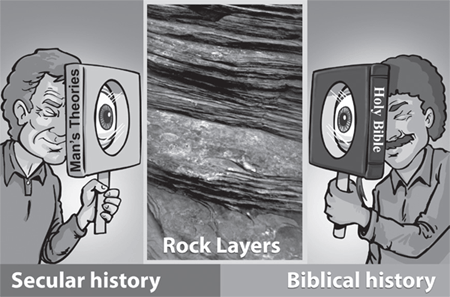 Man's Theories
Holy Bible
Rock Layers
Secular history
Biblical history